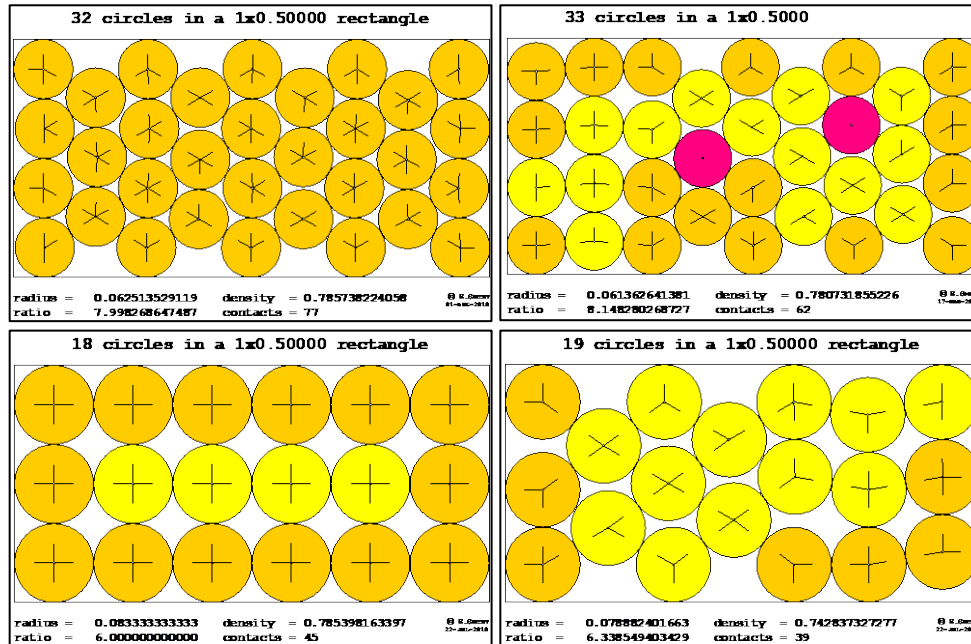 32 circles in a 1x0.50000 rectangle
radius = 0.062513529119 density = 0.785738224058
ratio = 7.998268647487 contacts = 77
33 circles in a 1x0.5000
radius = 0.061362641381 density = 0.780731855226
ratio = 8.148280268727 contacts = 62
18 circles in a 1x0.50000 rectangle
radius = 0.083333333333 density = 0.785398163397
ratio = 6.000000000000 contacts = 45
19 circles in a 1x0.50000 rectangle
radius = 0.078882401663 density = 0.742837327277
ratio = 6.338549403429 contacts = 39